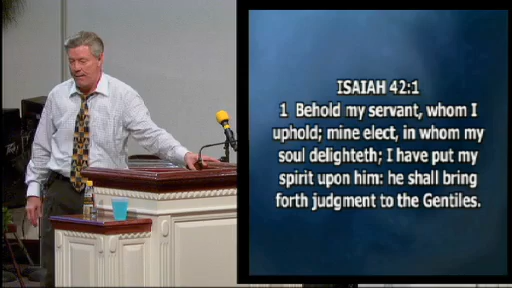 ISAIAH 42:1
1 Behold my servant, whom I
uphold; mine elect, in whom my
soul delighteth; I have put my
spirit upon him: he shall bring
forth judgment to the Gentiles.